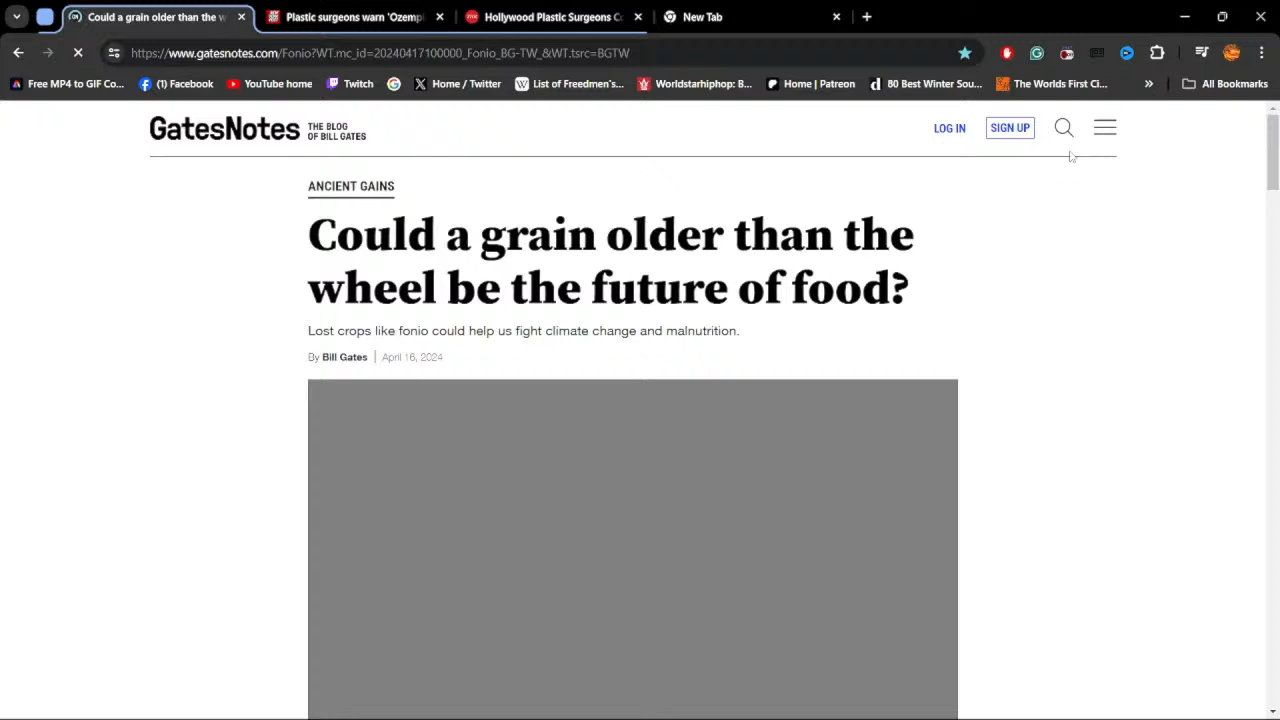 Could a grain older than the w
Plastic surgeons warn 'Ozemp
Hollywood Plastic Surgeons Co
New Tab
https://www.gatesnotes.com/Fonio?WT.mc_id=20240417100000_Fonio_BG-TW_&WT.tsrc=BGTW
Free MP4 to GIF Co...
(1) Facebook
YouTube home
Twitch
Home / Twitter
List of Freedmen's...
Worldstarhiphop: B...
Home | Patreon
80 Best Winter Sou...
The Worlds First Cl...
All Bookmarks
GatesNotes
THE BLOG
OF BILL GATES
LOG IN
SIGN UP
ANCIENT GAINS
Could a grain older than the
wheel be the future of food?
Lost crops like fonio could help us fight climate change and malnutrition.
By Bill Gates | April 16, 2024